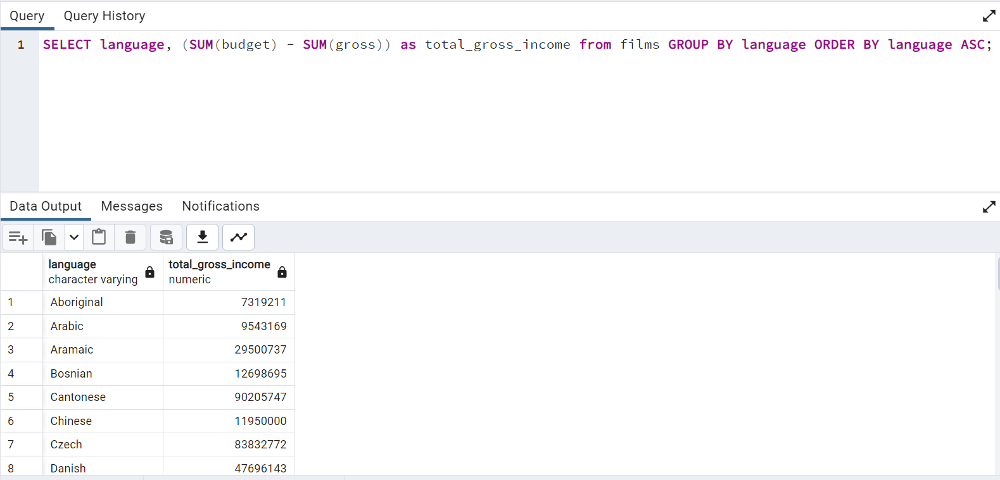 Query Query History
1 SELECT language, (SUM(budget) - SUM(gross)) as total_gross_income from films GROUP BY language ORDER BY language ASC;
Data Output Messages Notifications
language total_gross_income
character varying numeric
1 Aboriginal 7319211
2 Arabic 9543169
3 Aramaic 29500737
4 Bosnian 12698695
5 Cantonese 90205747
6 Chinese 11950000
7 Czech 83832772
8 Danish 47696143